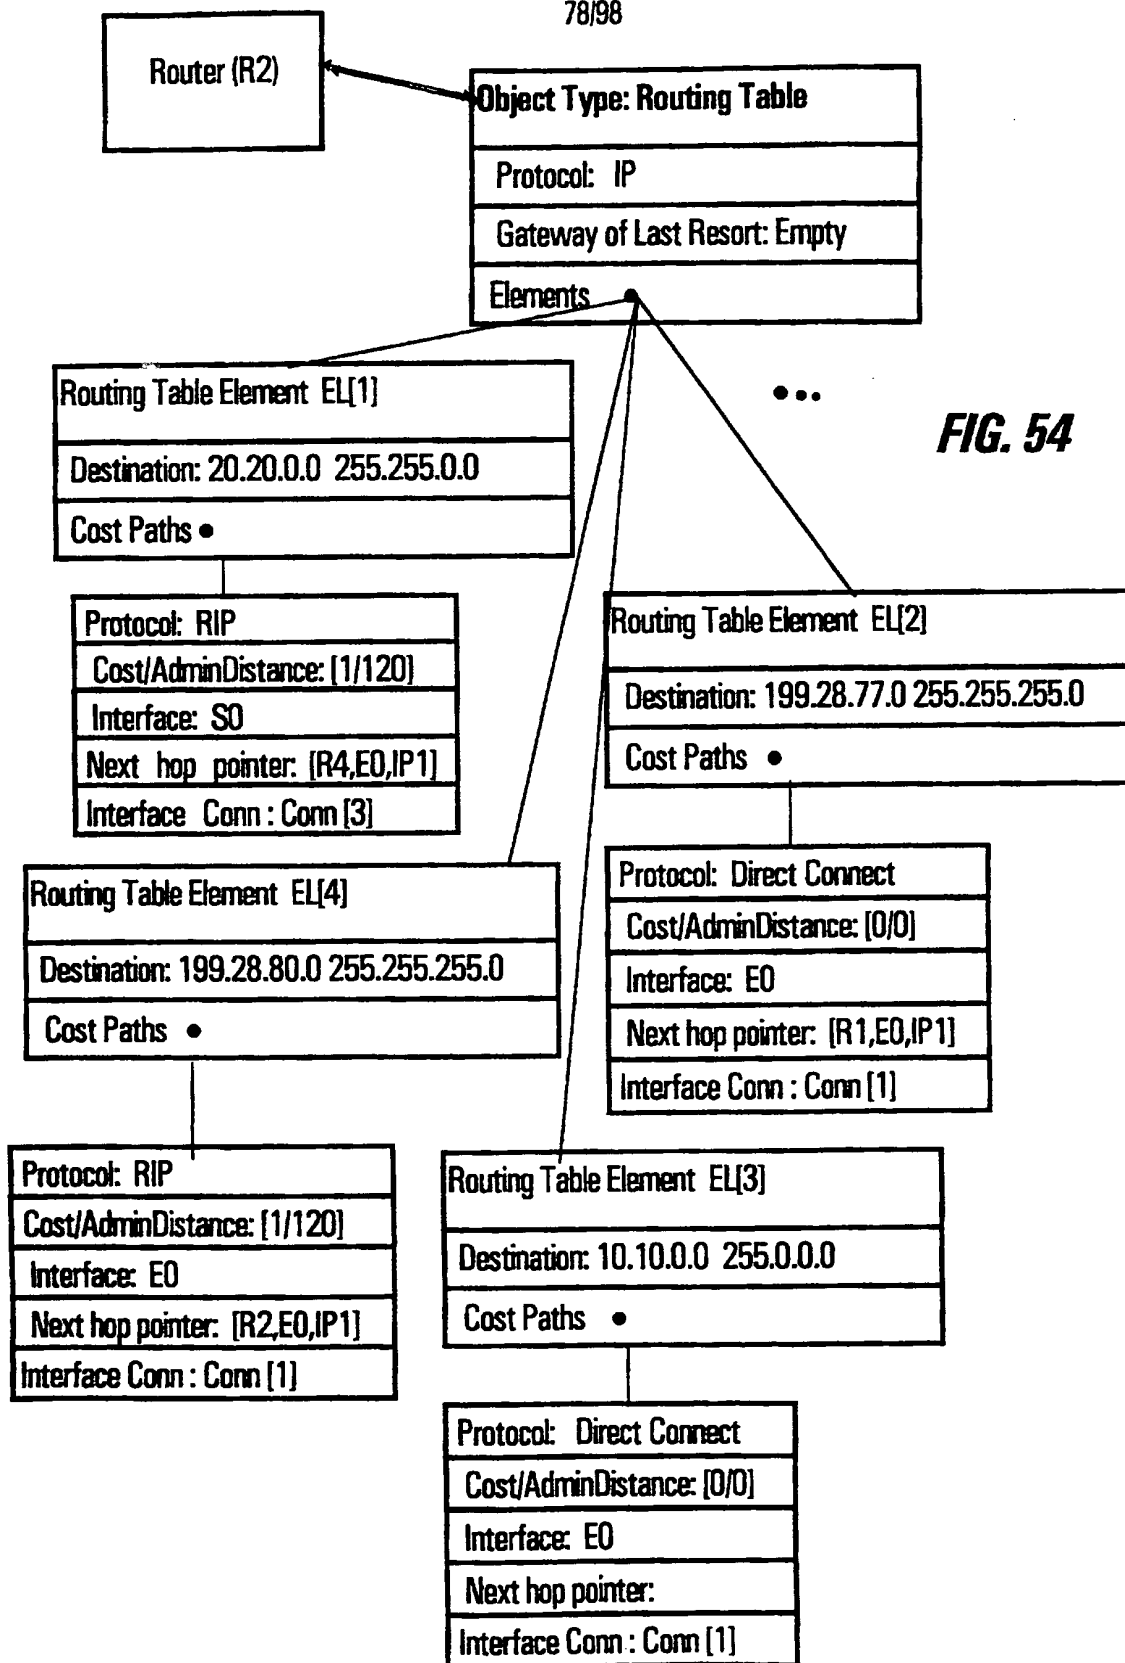 78/98
Router (R2)
Object Type: Routing Table
Protocol: IP
Gateway of Last Resort: Empty
Elements
FIG. 54
Routing Table Element EL[1]
Destination: 20.20.0.0 255.255.0.0
Cost Paths
Protocol: RIP
Cost/AdminDistance: [1/120]
Interface: S0
Next hop pointer: [R4,E0,IP1]
Interface Conn : Conn [3]
Routing Table Element EL[2]
Destination: 199.28.77.0 255.255.255.0
Cost Paths
Protocol: Direct Connect
Cost/AdminDistance: [0/0]
Interface: E0
Next hop pointer: [R1,E0,IP1]
Interface Conn : Conn [1]
Routing Table Element EL[4]
Destination: 199.28.80.0 255.255.255.0
Cost Paths
Protocol: RIP
Cost/AdminDistance: [1/120]
Interface: E0
Next hop pointer: [R2,E0,IP1]
Interface Conn : Conn [1]
Routing Table Element EL[3]
Destination: 10.10.0.0 255.0.0.0
Cost Paths
Protocol: Direct Connect
Cost/AdminDistance: [0/0]
Interface: E0
Next hop pointer:
Interface Conn : Conn [1]